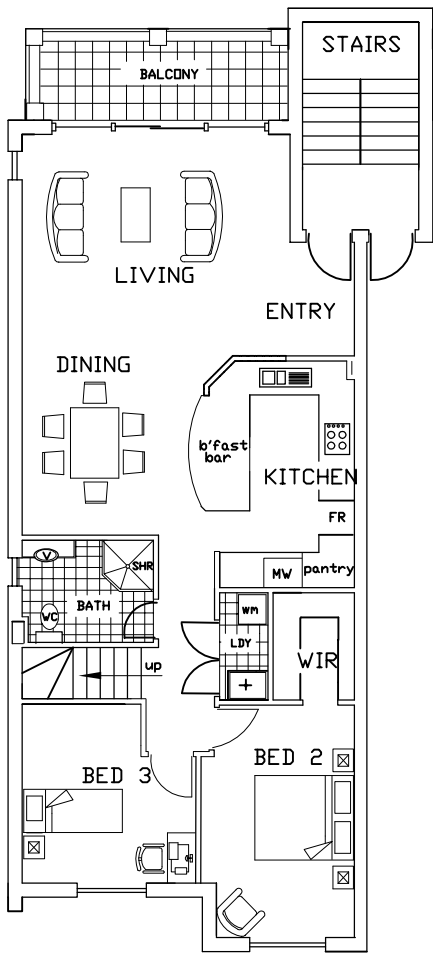 STAIRS
BALCONY
LIVING
ENTRY
DINING
b'fast
bar
KITCHEN
FR
MW
pantry
V
SHR
BATH
WC
WM
LDY
WIR
up
BED 2
BED 3